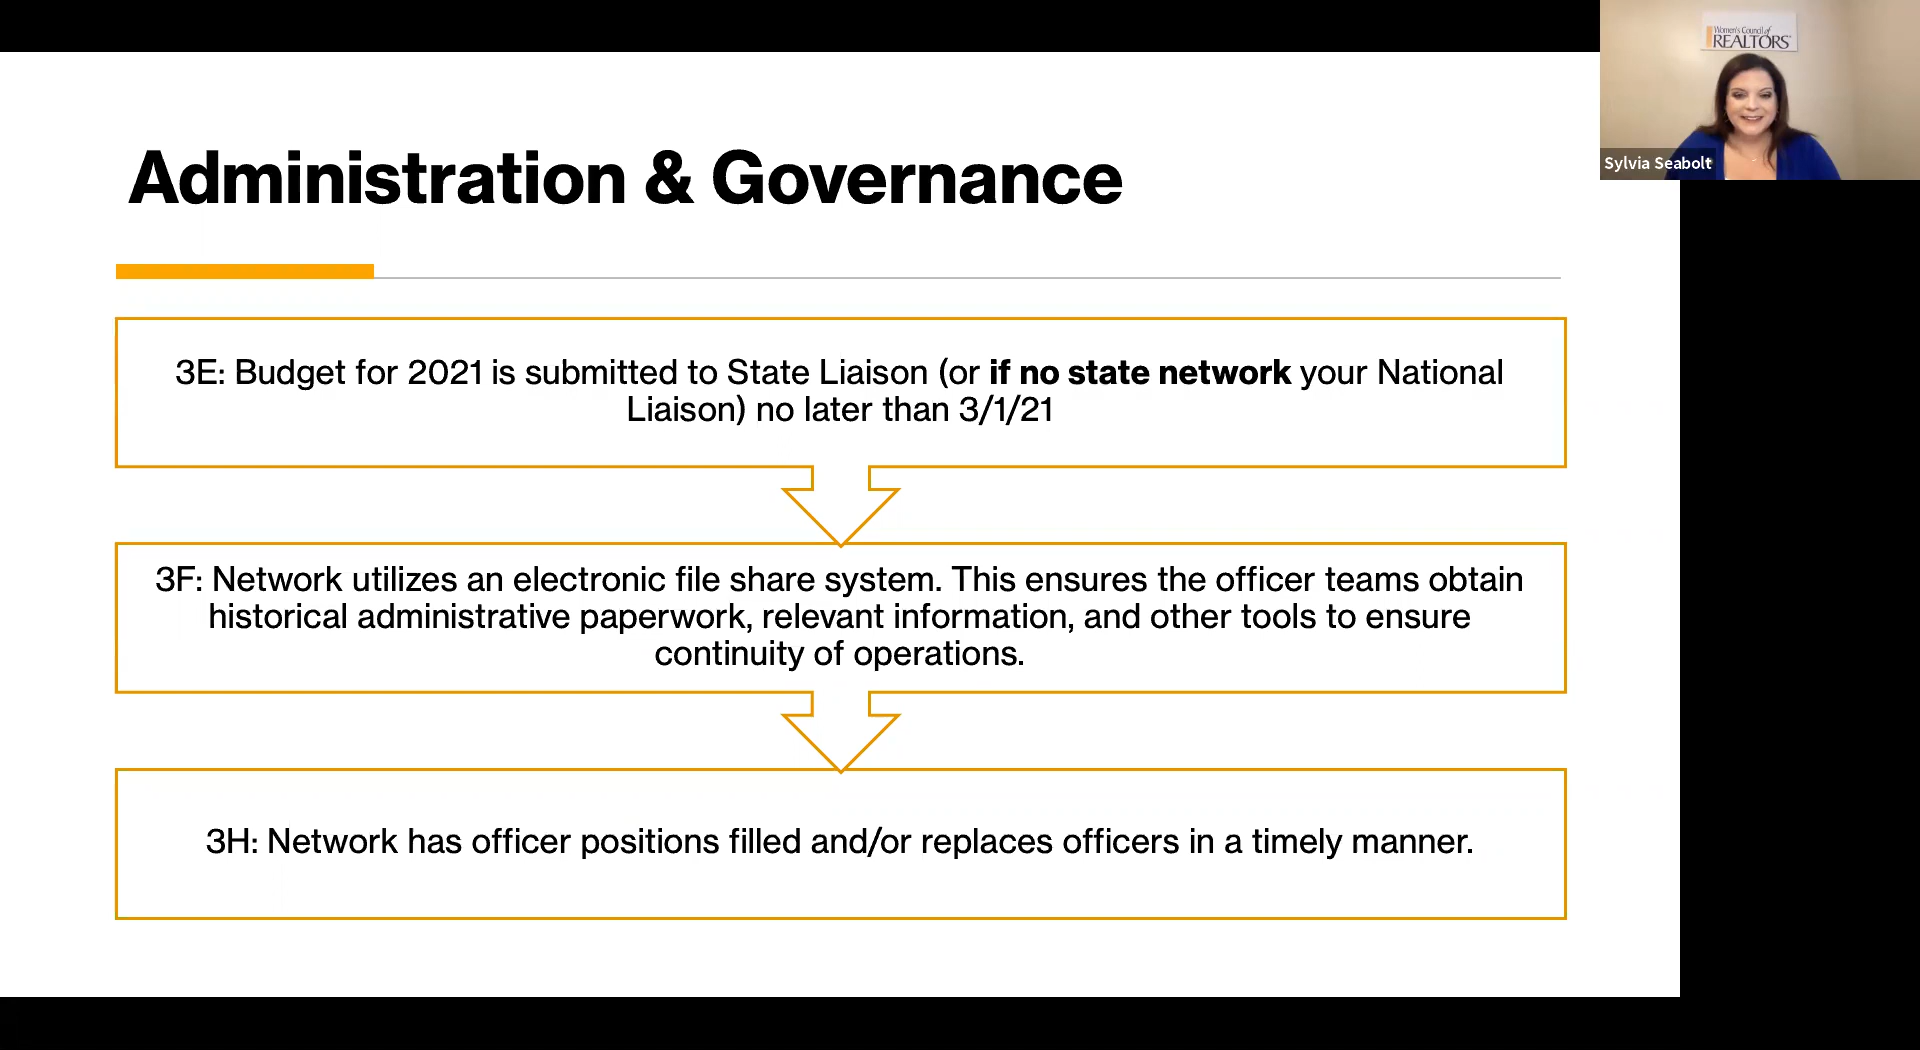 Women's Council of
REALTORS®
Sylvia Seabolt
Administration & Governance
3E: Budget for 2021 is submitted to State Liaison (or if no state network your National
Liaison) no later than 3/1/21
3F: Network utilizes an electronic file share system. This ensures the officer teams obtain
historical administrative paperwork, relevant information, and other tools to ensure
continuity of operations.
3H: Network has officer positions filled and/or replaces officers in a timely manner.